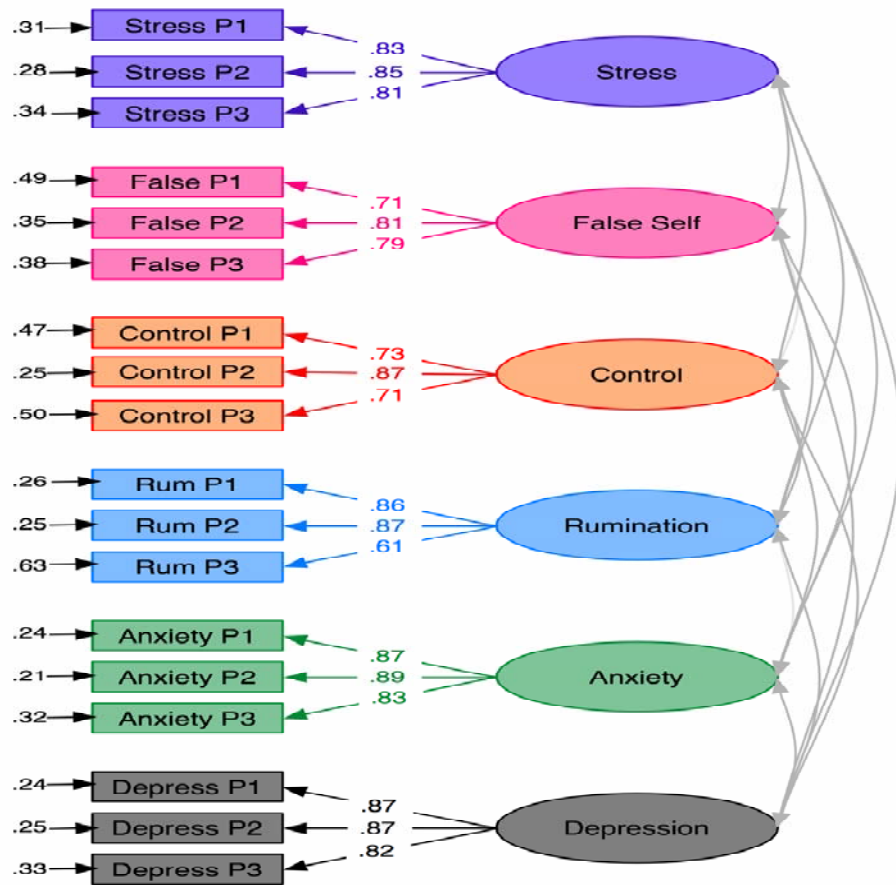 .31 Stress P1 .83
.28 Stress P2 .85 Stress
.34 Stress P3 .81
.49 False P1 .71
.35 False P2 .81 False Self
.38 False P3 .79
.47 Control P1 .73
.25 Control P2 .87 Control
.50 Control P3 .71
.26 Rum P1 .86
.25 Rum P2 .87 Rumination
.63 Rum P3 .61
.24 Anxiety P1 .87
.21 Anxiety P2 .89 Anxiety
.32 Anxiety P3 .83
.24 Depress P1 .87
.25 Depress P2 .87 Depression
.33 Depress P3 .82